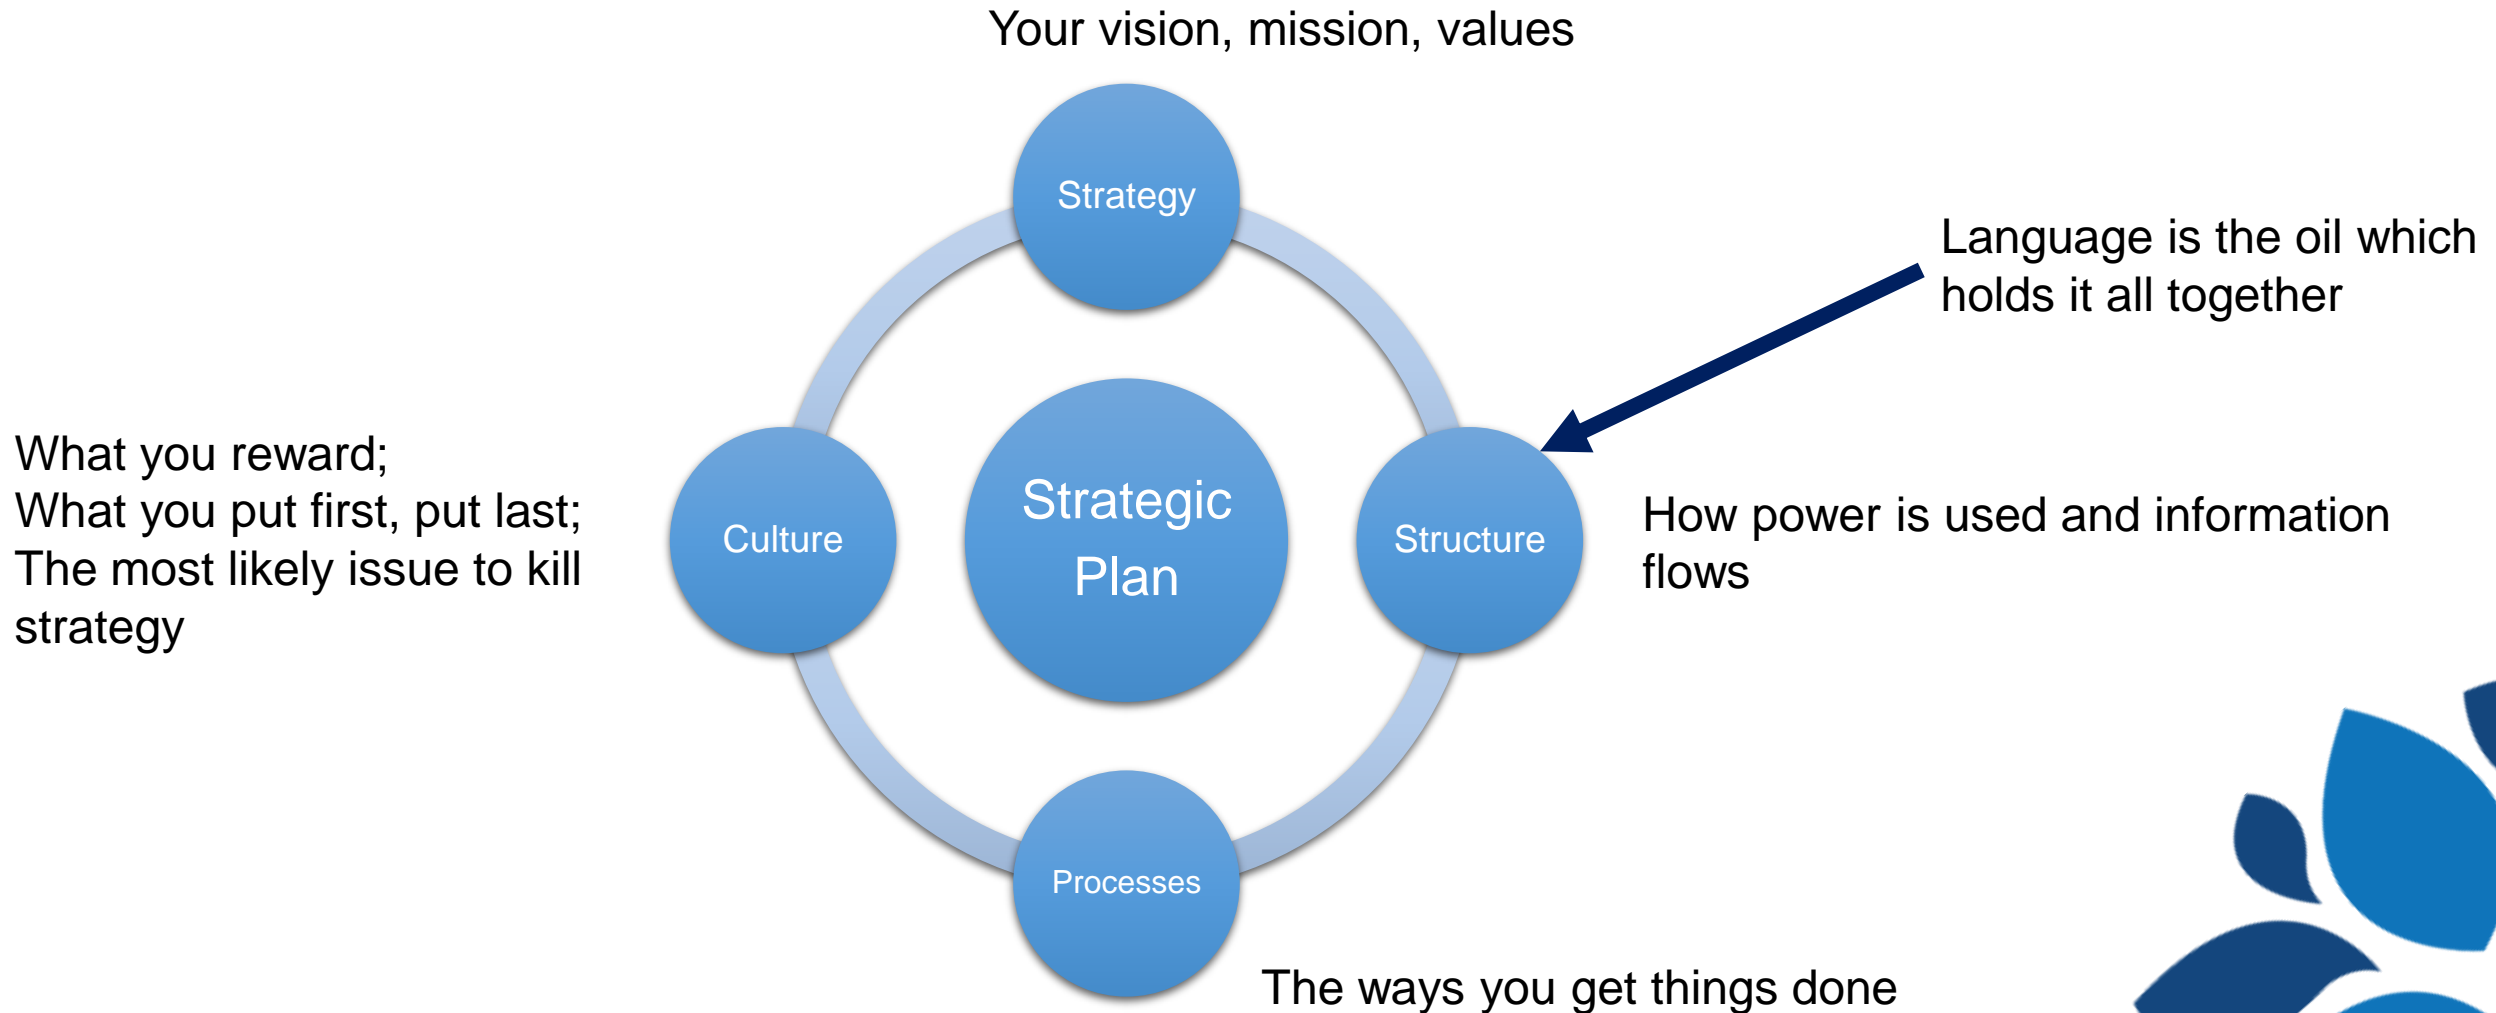 Your vision, mission, values
Strategy
Language is the oil which
holds it all together
What you reward;
What you put first, put last;
The most likely issue to kill
strategy
Culture
Strategic
Plan
Structure
How power is used and information
flows
Processes
The ways you get things done